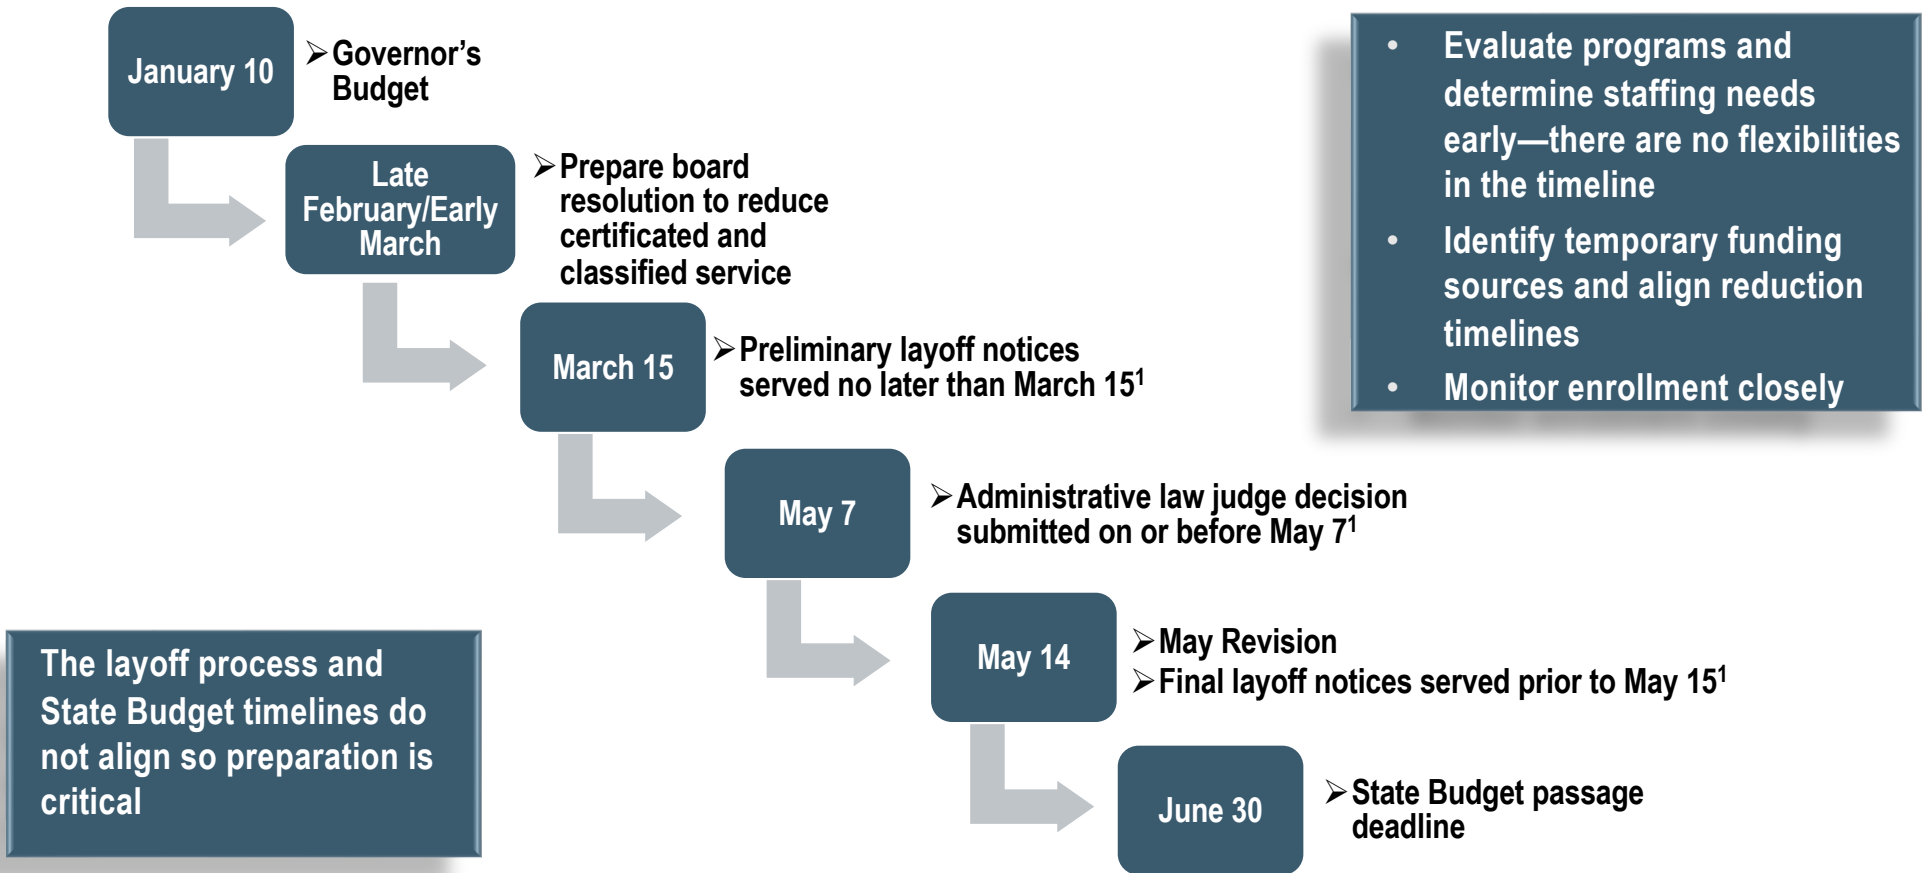 January 10
➢Governor's
Budget
Late
February/Early
March
➢Prepare board
resolution to reduce
certificated and
classified service
March 15
➢Preliminary layoff notices
served no later than March 15¹
May 7
➢Administrative law judge decision
submitted on or before May 7¹
May 14
➢May Revision
➢Final layoff notices served prior to May 15¹
June 30
➢State Budget passage
deadline
• Evaluate programs and
determine staffing needs
early—there are no flexibilities
in the timeline
• Identify temporary funding
sources and align reduction
timelines
• Monitor enrollment closely
The layoff process and
State Budget timelines do
not align so preparation is
critical